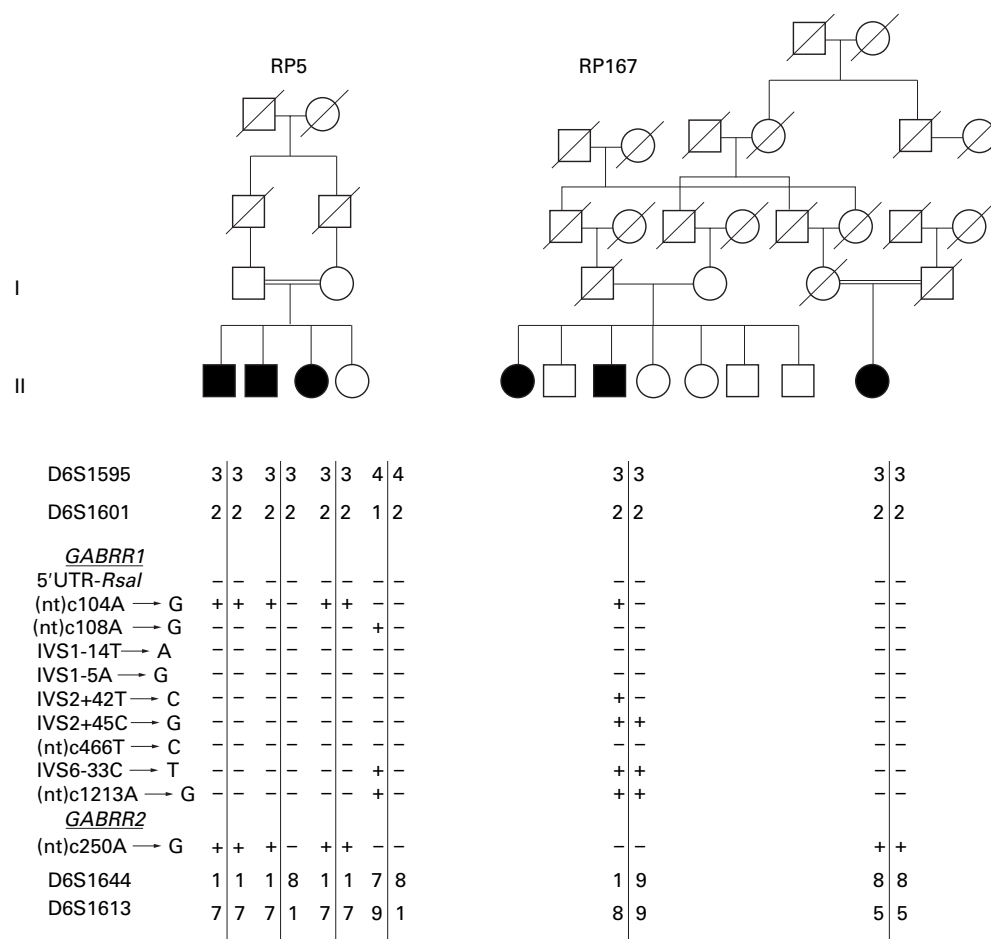 RP5 RP167
I
II
D6S1595 3 3 3 3 3 3 4 4 3 3 3 3
D6S1601 2 2 2 2 2 2 1 2 2 2 2 2
GABRR1
5'UTR-RsaI – – – – – – – – – – – –
(nt)c104A → G + + + – + + – – + – – –
(nt)c108A → G – – – – – – + – – – – –
IVS1-14T → A – – – – – – – – – – – –
IVS1-5A → G – – – – – – – – – – – –
IVS2+42T → C – – – – – – – – + – – –
IVS2+45C → G – – – – – – – – + + – –
(nt)c466T → C – – – – – – – – – – – –
IVS6-33C → T – – – – – – + – + + – –
(nt)c1213A → G – – – – – – + – + + – –
GABRR2
(nt)c250A → G + + + – + + – – – – + +
D6S1644 1 1 1 8 1 1 7 8 1 9 8 8
D6S1613 7 7 7 1 7 7 9 1 8 9 5 5